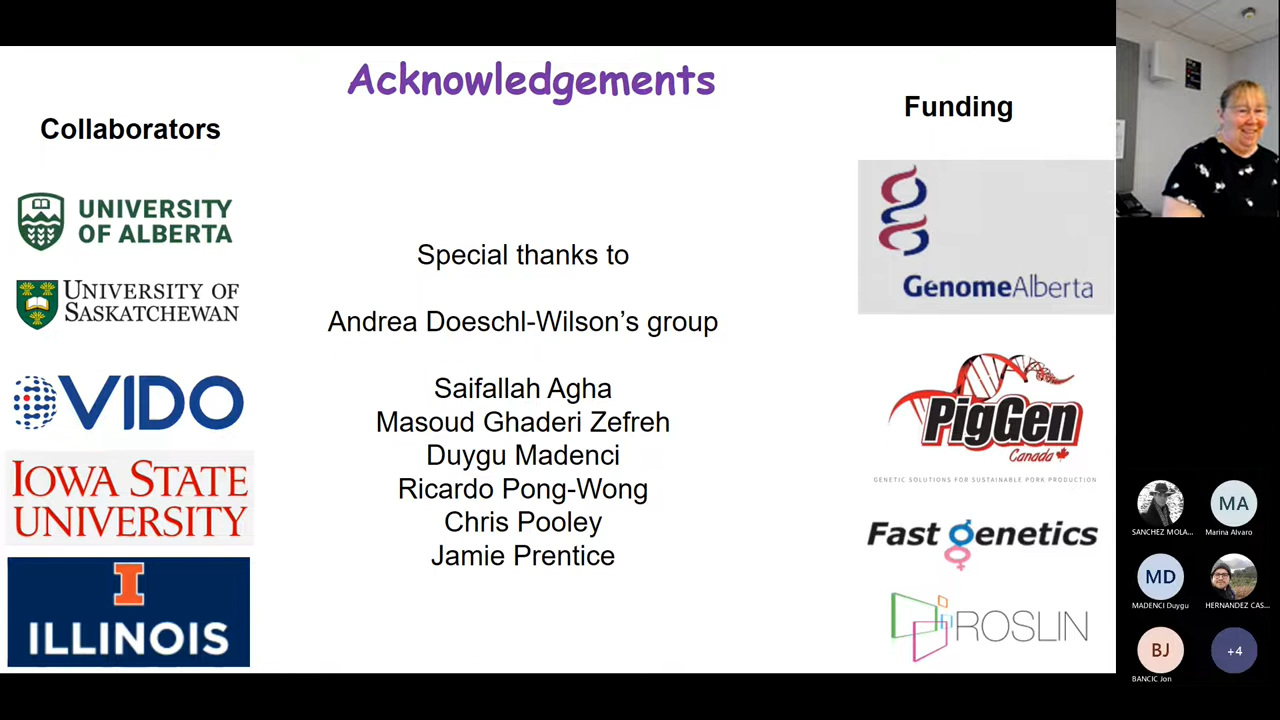 Acknowledgements
Collaborators
UNIVERSITY
OF ALBERTA
UNIVERSITY OF
SASKATCHEWAN
VIDO
IOWA STATE
UNIVERSITY
I
ILLINOIS
Special thanks to
Andrea Doeschl-Wilson’s group
Saifallah Agha
Masoud Ghaderi Zefreh
Duygu Madenci
Ricardo Pong-Wong
Chris Pooley
Jamie Prentice
Funding
GenomeAlberta
PigGen
Canada
GENETIC SOLUTIONS FOR SUSTAINABLE PORK PRODUCTION
Fast genetics
ROSLIN
SANCHEZ MOLA...
MA
Marina Alvaro
MD
MADENCI Duygu
HERNANDEZ CAS...
BJ
BANCIC Jon
+4